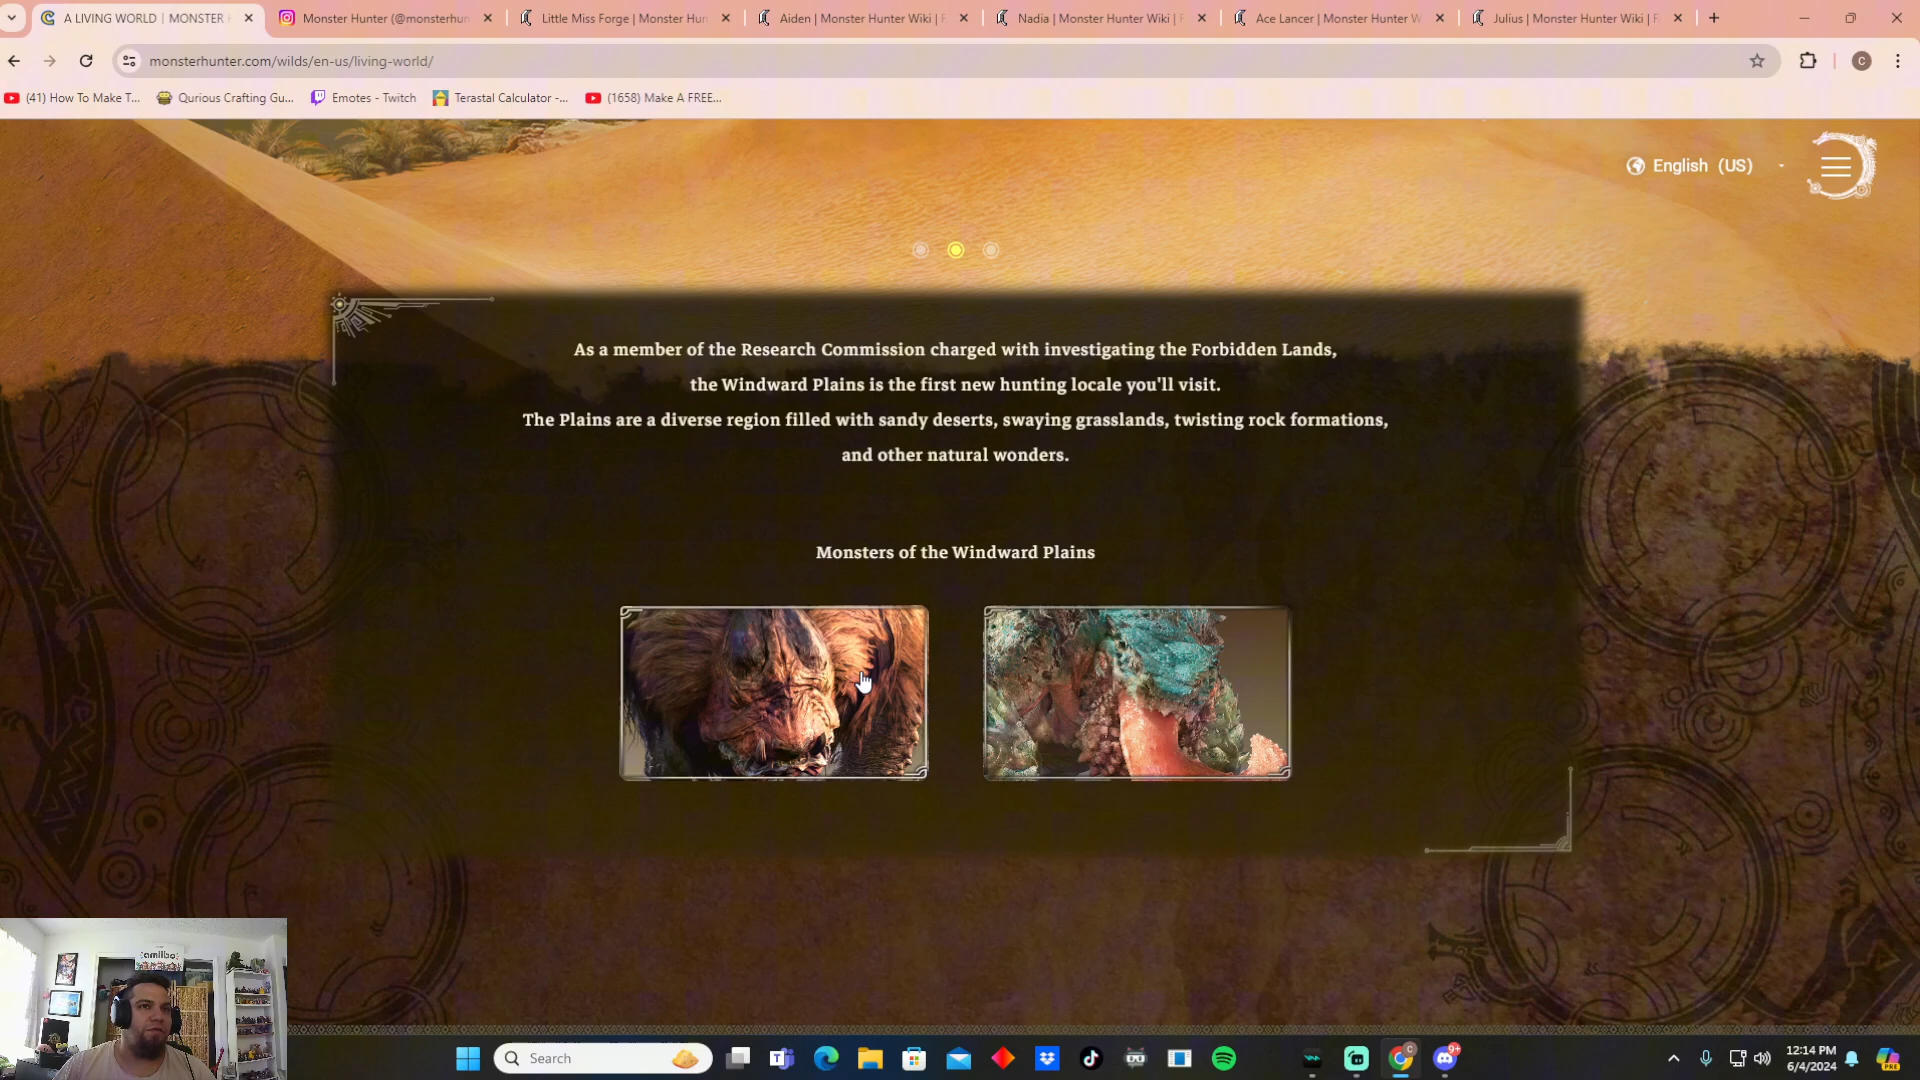 A LIVING WORLD | MONSTER
Monster Hunter (@monsterhun
Little Miss Forge | Monster Hun
Aiden | Monster Hunter Wiki | F
Nadia | Monster Hunter Wiki | F
Ace Lancer | Monster Hunter W
Julius | Monster Hunter Wiki | F
monsterhunter.com/wilds/en-us/living-world/
C
(41) How To Make T...
Qurious Crafting Gu...
Emotes - Twitch
Terastal Calculator -...
(1658) Make A FREE...
English (US)
As a member of the Research Commission charged with investigating the Forbidden Lands,
the Windward Plains is the first new hunting locale you'll visit.
The Plains are a diverse region filled with sandy deserts, swaying grasslands, twisting rock formations,
and other natural wonders.
Monsters of the Windward Plains
amiibo
Search
C
9+
12:14 PM
6/4/2024
PRE